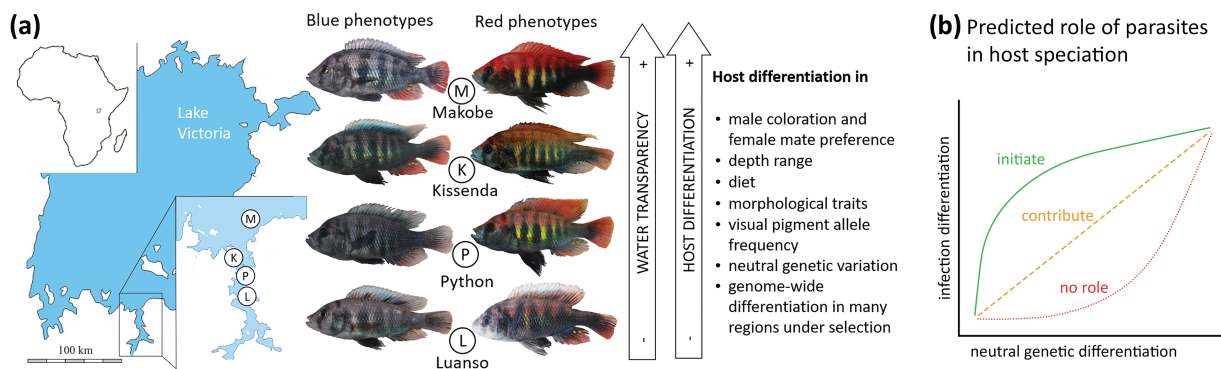 (a)
Lake
Victoria
M
K
P
L
100 km
Blue phenotypes
Red phenotypes
M
Makobe
K
Kissenda
P
Python
L
Luanso
+
WATER TRANSPARENCY
-
+
HOST DIFFERENTIATION
-
Host differentiation in
• male coloration and
female mate preference
• depth range
• diet
• morphological traits
• visual pigment allele
frequency
• neutral genetic variation
• genome-wide
differentiation in many
regions under selection
(b) Predicted role of parasites
in host speciation
infection differentiation
initiate
contribute
no role
neutral genetic differentiation